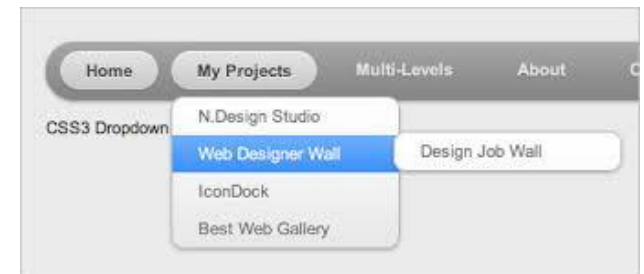 Home My Projects Multi-Levels About
CSS3 Dropdown
N.Design Studio
Web Designer Wall
Design Job Wall
IconDock
Best Web Gallery